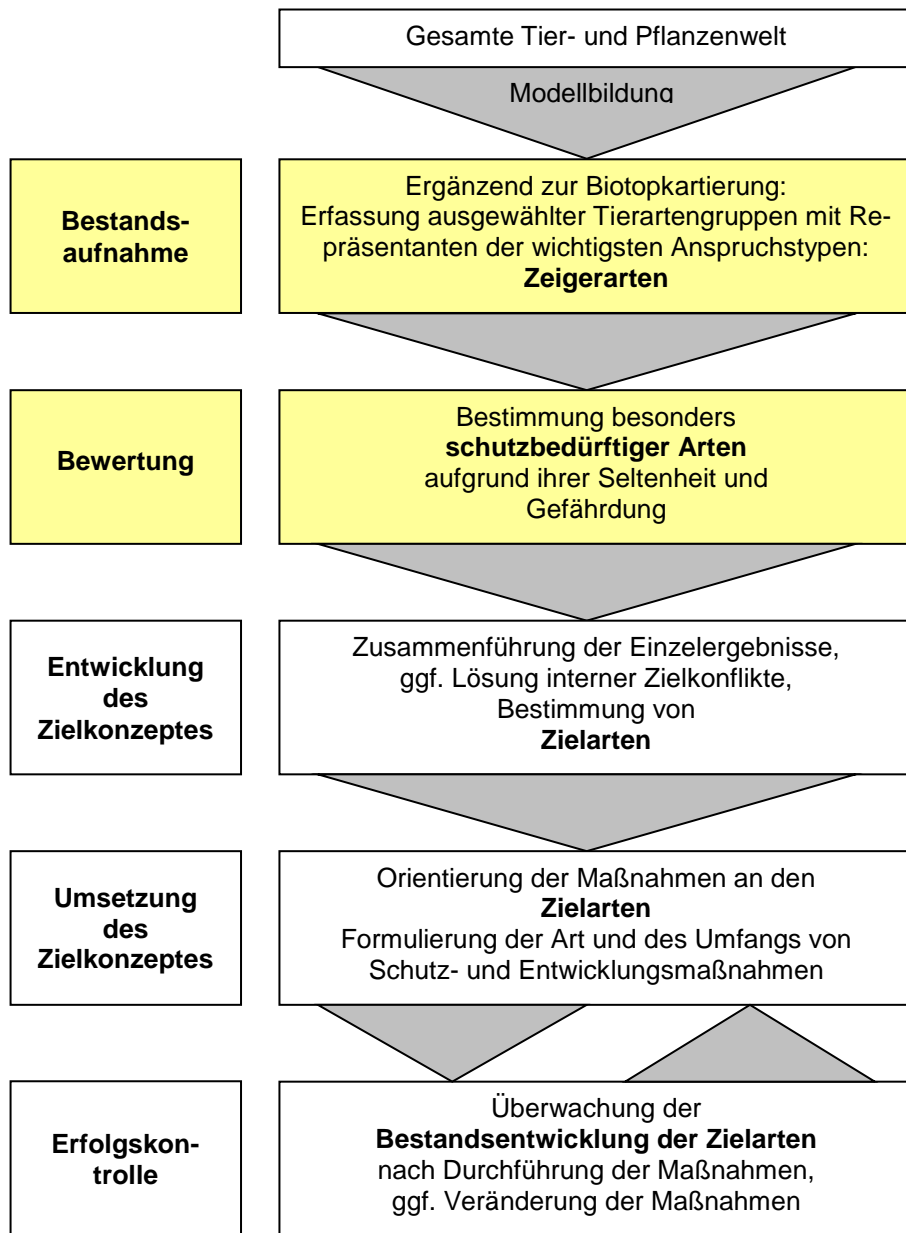 Gesamte Tier- und Pflanzenwelt
Modellbildung
Bestands-
aufnahme
Ergänzend zur Biotopkartierung:
Erfassung ausgewählter Tierartengruppen mit Re-
präsentanten der wichtigsten Anspruchstypen:
Zeigerarten
Bewertung
Bestimmung besonders
schutzbedürftiger Arten
aufgrund ihrer Seltenheit und
Gefährdung
Entwicklung
des
Zielkonzeptes
Zusammenführung der Einzelergebnisse,
ggf. Lösung interner Zielkonflikte,
Bestimmung von
Zielarten
Umsetzung
des
Zielkonzeptes
Orientierung der Maßnahmen an den
Zielarten
Formulierung der Art und des Umfangs von
Schutz- und Entwicklungsmaßnahmen
Erfolgskon-
trolle
Überwachung der
Bestandsentwicklung der Zielarten
nach Durchführung der Maßnahmen,
ggf. Veränderung der Maßnahmen